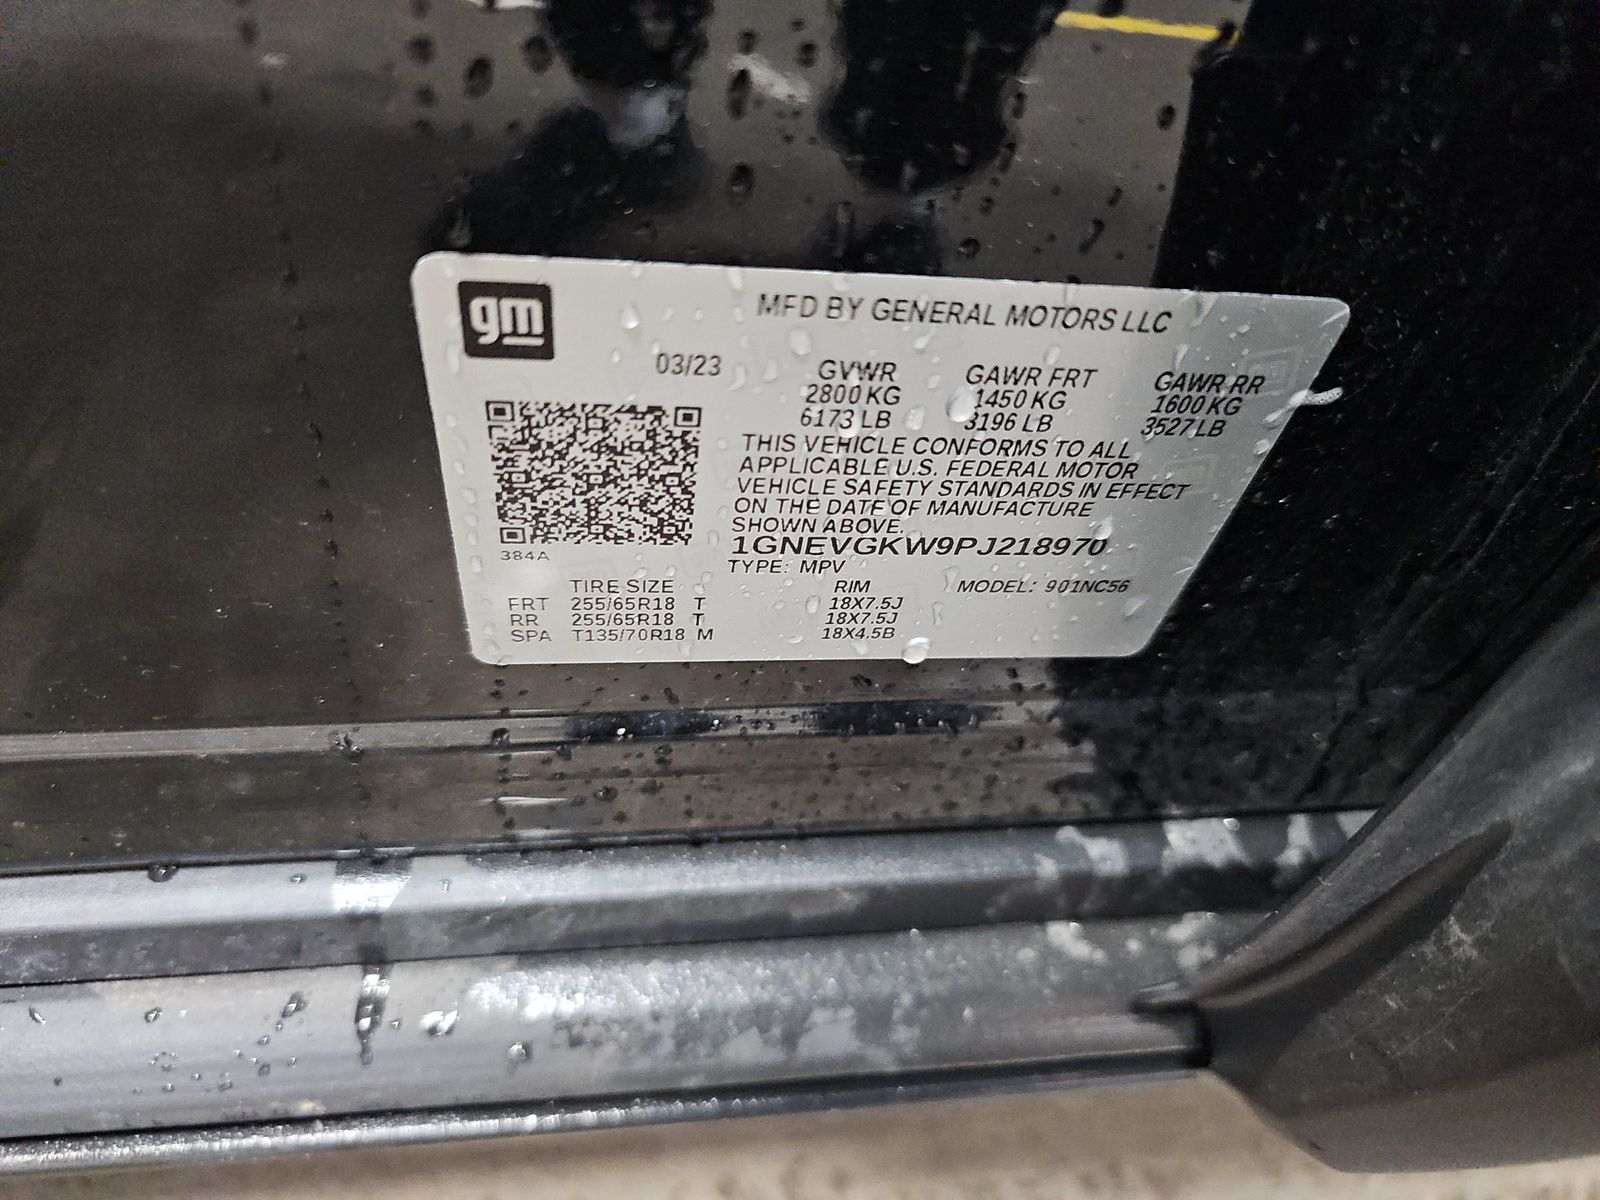 gm
MFD BY GENERAL MOTORS LLC
03/23 GVWR GAWR FRT GAWR RR
2800 KG 1450 KG 1600 KG
6173 LB 3196 LB 3527 LB
THIS VEHICLE CONFORMS TO ALL
APPLICABLE U.S. FEDERAL MOTOR
VEHICLE SAFETY STANDARDS IN EFFECT
ON THE DATE OF MANUFACTURE
SHOWN ABOVE.
1GNEVGKW9PJ218970
384A
TYPE: MPV
TIRE SIZE RIM MODEL: 901NC56
FRT 255/65R18 T 18X7.5J
RR 255/65R18 T 18X7.5J
SPA T135/70R18 M 18X4.5B